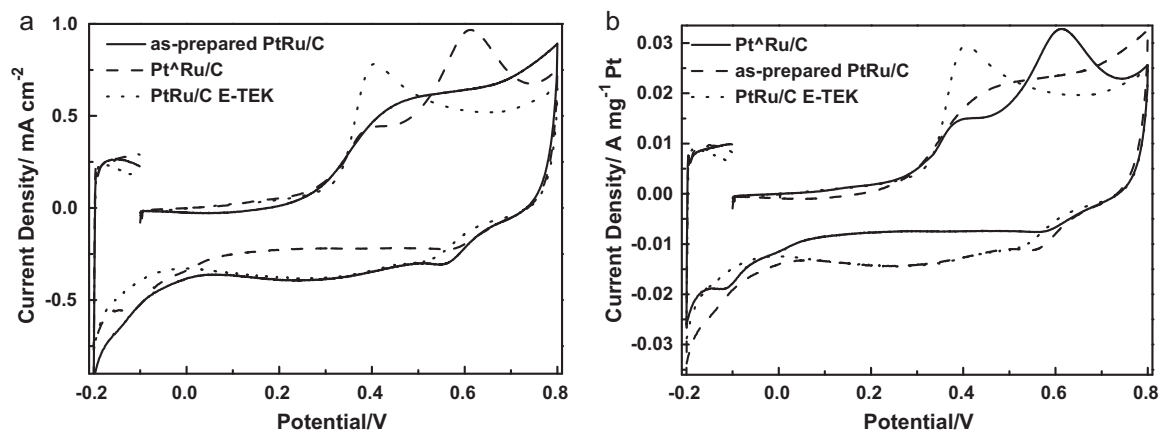 a
1.0
0.5
0.0
-0.5
Current Density/ mA cm⁻²
as-prepared PtRu/C
Pt^Ru/C
PtRu/C E-TEK
-0.2 0.0 0.2 0.4 0.6 0.8
Potential/V
b
0.03
0.02
0.01
0.00
-0.01
-0.02
-0.03
Current Density/ A mg⁻¹ Pt
Pt^Ru/C
as-prepared PtRu/C
PtRu/C E-TEK
-0.2 0.0 0.2 0.4 0.6 0.8
Potential/V